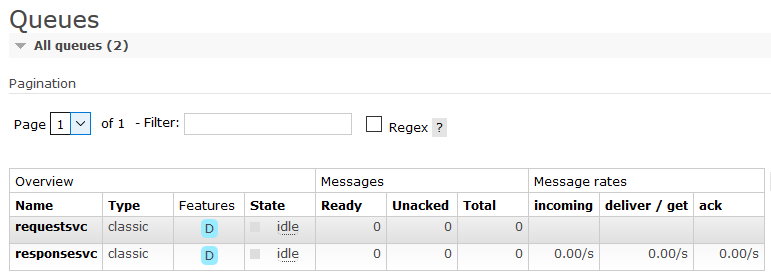 Queues
All queues (2)
Pagination
Page 1 of 1 - Filter: Regex ?
Overview Messages Message rates
Name Type Features State Ready Unacked Total incoming deliver / get ack
requestsvc classic D idle 0 0 0
responsesvc classic D idle 0 0 0 0.00/s 0.00/s 0.00/s